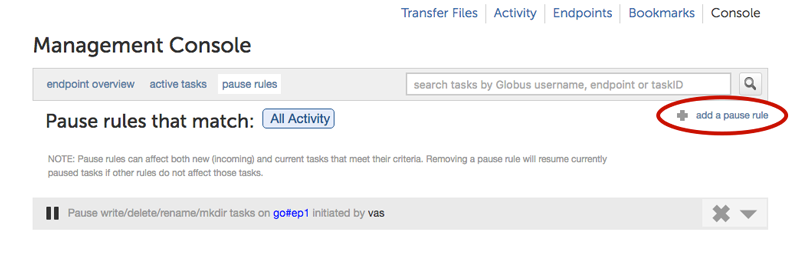 Transfer Files Activity Endpoints Bookmarks Console
Management Console
endpoint overview active tasks pause rules search tasks by Globus username, endpoint or taskID
Pause rules that match: All Activity add a pause rule
NOTE: Pause rules can affect both new (incoming) and current tasks that meet their criteria. Removing a pause rule will resume currently
paused tasks if other rules do not affect those tasks.
Pause write/delete/rename/mkdir tasks on go#ep1 initiated by vas